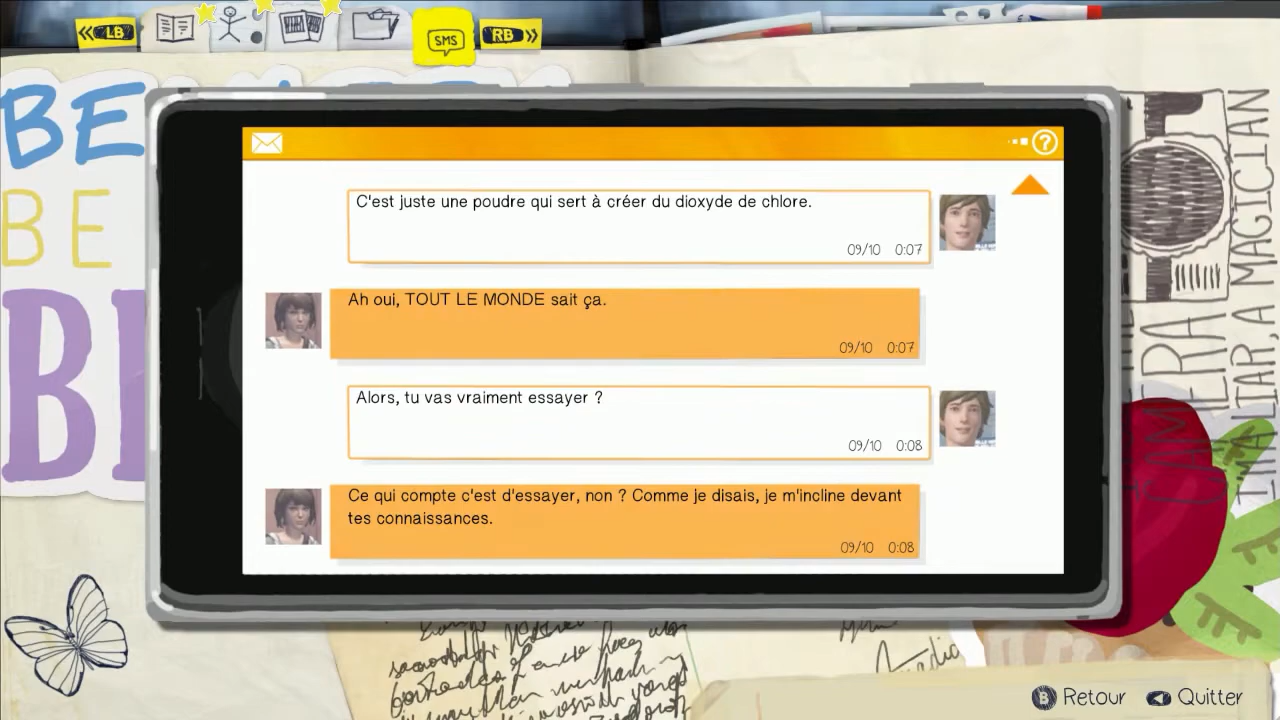 LB
SMS
RB
BE
BE
C'est juste une poudre qui sert à créer du dioxyde de chlore.
09/10 0:07
Ah oui, TOUT LE MONDE sait ça.
09/10 0:07
Alors, tu vas vraiment essayer ?
09/10 0:08
Ce qui compte c'est d'essayer, non ? Comme je disais, je m'incline devant
tes connaissances.
09/10 0:08
?
A MAGICIAN
B Retour
Quitter